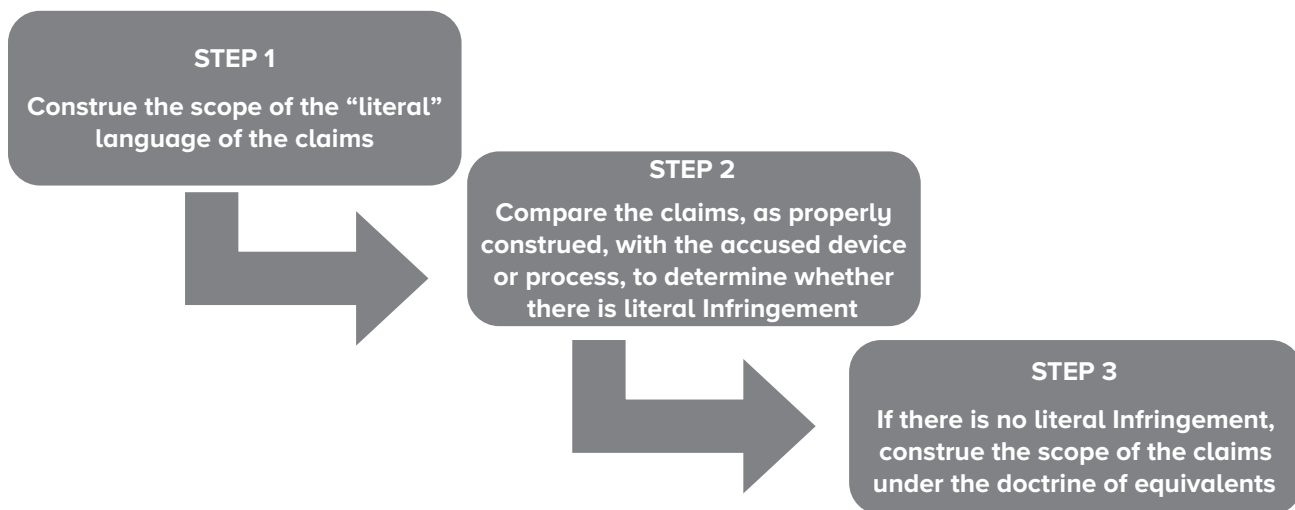 STEP 1
Construe the scope of the “literal”
language of the claims
STEP 2
Compare the claims, as properly
construed, with the accused device
or process, to determine whether
there is literal Infringement
STEP 3
If there is no literal Infringement,
construe the scope of the claims
under the doctrine of equivalents